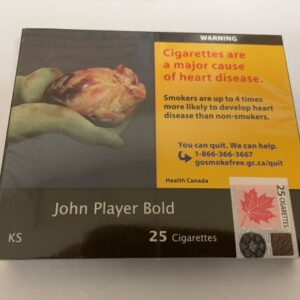 WARNING
Cigarettes are
a major cause
of heart disease.
Smokers are up to 4 times
more likely to develop heart
disease than non-smokers.
You can quit. We can help.
1-866-366-3667
gosmokefree.gc.ca/quit
Health Canada
John Player Bold
KS
25 Cigarettes
25 CIGARETTES